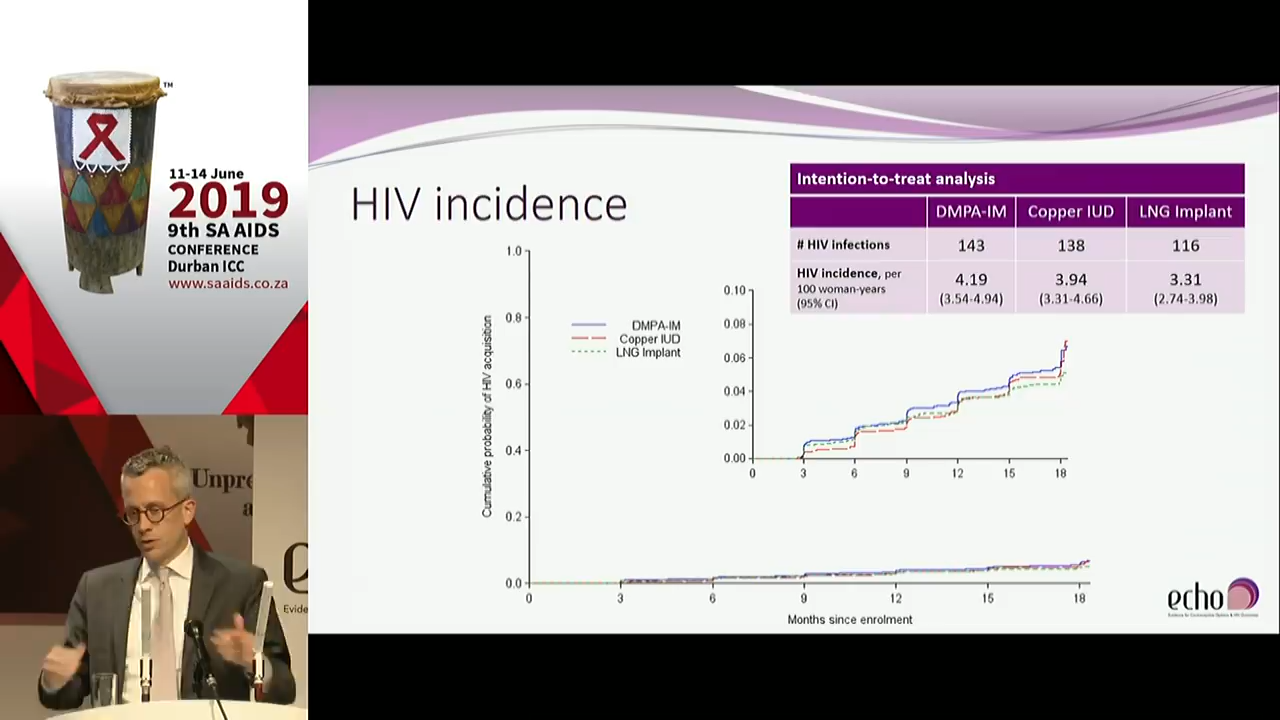 TM
11-14 June
2019
9th SA AIDS
CONFERENCE
Durban ICC
www.saaids.co.za
Unpre
a
e
Evide
HIV incidence
Intention-to-treat analysis
DMPA-IM Copper IUD LNG Implant
# HIV infections 143 138 116
HIV incidence, per
100 woman-years
(95% CI)
4.19 3.94 3.31
(3.54-4.94) (3.31-4.66) (2.74-3.98)
Cumulative probability of HIV acquisition
1.0
0.8
0.6
0.4
0.2
0.0
0 3 6 9 12 15 18
Months since enrolment
DMPA-IM
Copper IUD
LNG Implant
0.10
0.08
0.06
0.04
0.02
0.00
0 3 6 9 12 15 18
echo